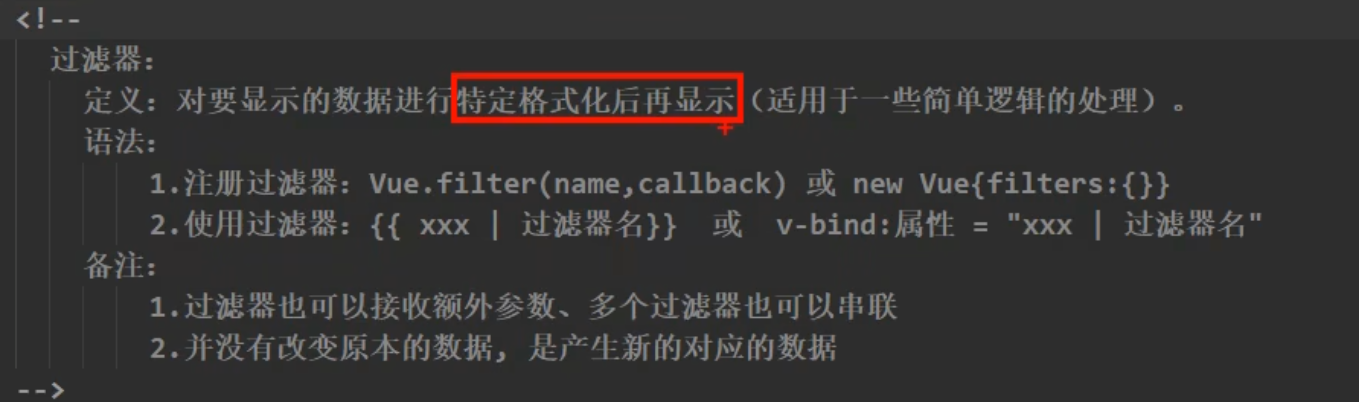 <!--
过滤器：
定义：对要显示的数据进行特定格式化后再显示（适用于一些简单逻辑的处理）。
语法：
1.注册过滤器：Vue.filter(name,callback) 或 new Vue{filters:{}}
2.使用过滤器：{{ xxx | 过滤器名}} 或 v-bind:属性 = "xxx | 过滤器名"
备注：
1.过滤器也可以接收额外参数、多个过滤器也可以串联
2.并没有改变原本的数据, 是产生新的对应的数据
-->